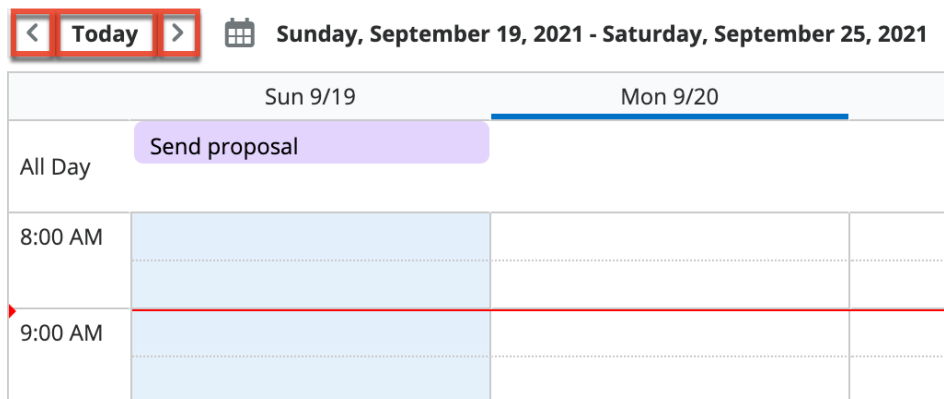 Today Sunday, September 19, 2021 - Saturday, September 25, 2021
Sun 9/19 Mon 9/20
Send proposal
All Day
8:00 AM
9:00 AM